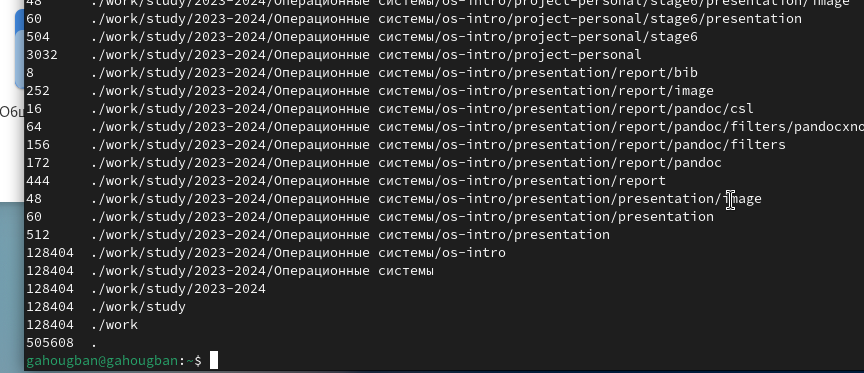 48 ./work/study/2023-2024/Операционные системы/os-intro/project-personal/stage6/presentation/image
60 ./work/study/2023-2024/Операционные системы/os-intro/project-personal/stage6/presentation
504 ./work/study/2023-2024/Операционные системы/os-intro/project-personal/stage6
3032 ./work/study/2023-2024/Операционные системы/os-intro/project-personal
8 ./work/study/2023-2024/Операционные системы/os-intro/presentation/report/bib
252 ./work/study/2023-2024/Операционные системы/os-intro/presentation/report/image
Общ
16 ./work/study/2023-2024/Операционные системы/os-intro/presentation/report/pandoc/csl
64 ./work/study/2023-2024/Операционные системы/os-intro/presentation/report/pandoc/filters/pandocxno
156 ./work/study/2023-2024/Операционные системы/os-intro/presentation/report/pandoc/filters
172 ./work/study/2023-2024/Операционные системы/os-intro/presentation/report/pandoc
444 ./work/study/2023-2024/Операционные системы/os-intro/presentation/report
48 ./work/study/2023-2024/Операционные системы/os-intro/presentation/presentation/image
60 ./work/study/2023-2024/Операционные системы/os-intro/presentation/presentation
512 ./work/study/2023-2024/Операционные системы/os-intro/presentation
128404 ./work/study/2023-2024/Операционные системы/os-intro
128404 ./work/study/2023-2024/Операционные системы
128404 ./work/study/2023-2024
128404 ./work/study
128404 ./work
505608 .
gahougban@gahougban:~$